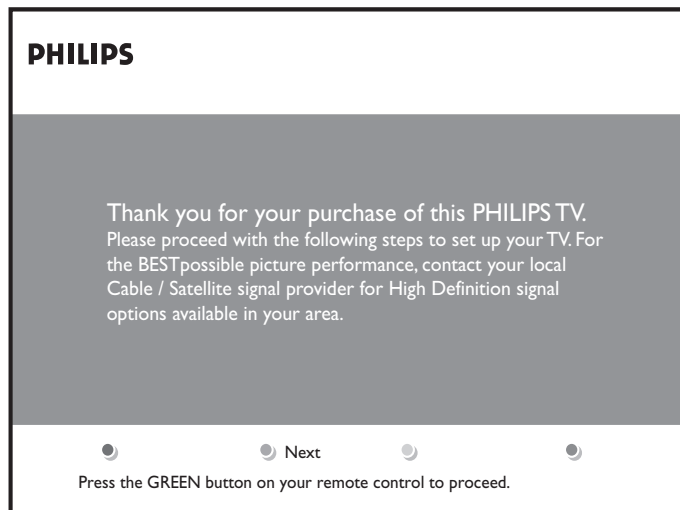 PHILIPS
Thank you for your purchase of this PHILIPS TV.
Please proceed with the following steps to set up your TV. For
the BESTpossible picture performance, contact your local
Cable / Satellite signal provider for High Definition signal
options available in your area.
Next
Press the GREEN button on your remote control to proceed.